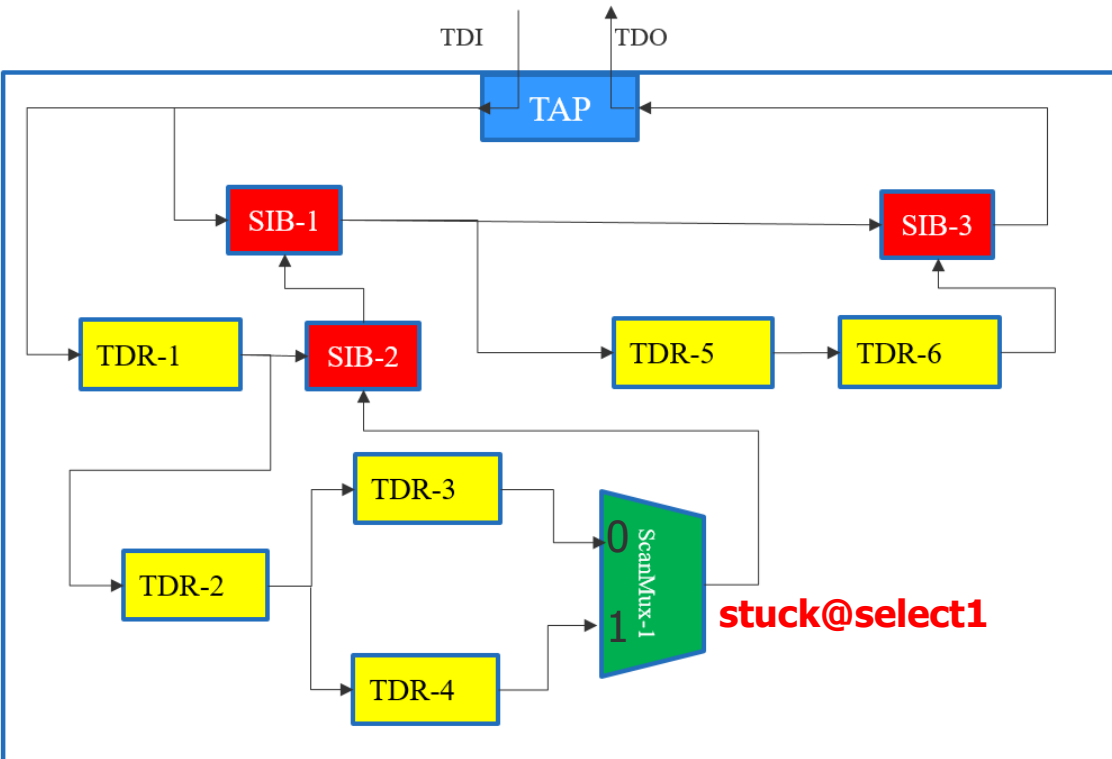 TDI
TDO
TAP
SIB-1
SIB-3
TDR-1
SIB-2
TDR-5
TDR-6
TDR-3
0
ScanMux-1
TDR-2
1
stuck@select1
TDR-4